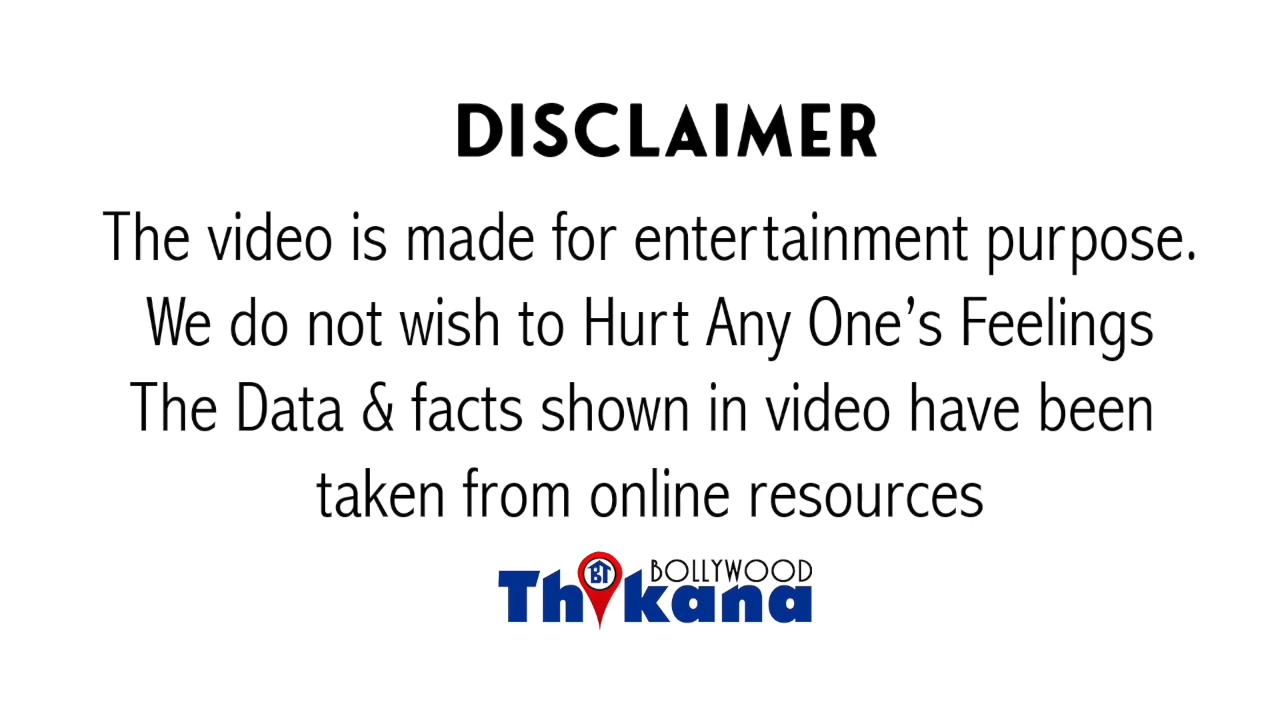 DISCLAIMER
The video is made for entertainment purpose.
We do not wish to Hurt Any One’s Feelings
The Data & facts shown in video have been
taken from online resources
BT
BOLLYWOOD
Thikana